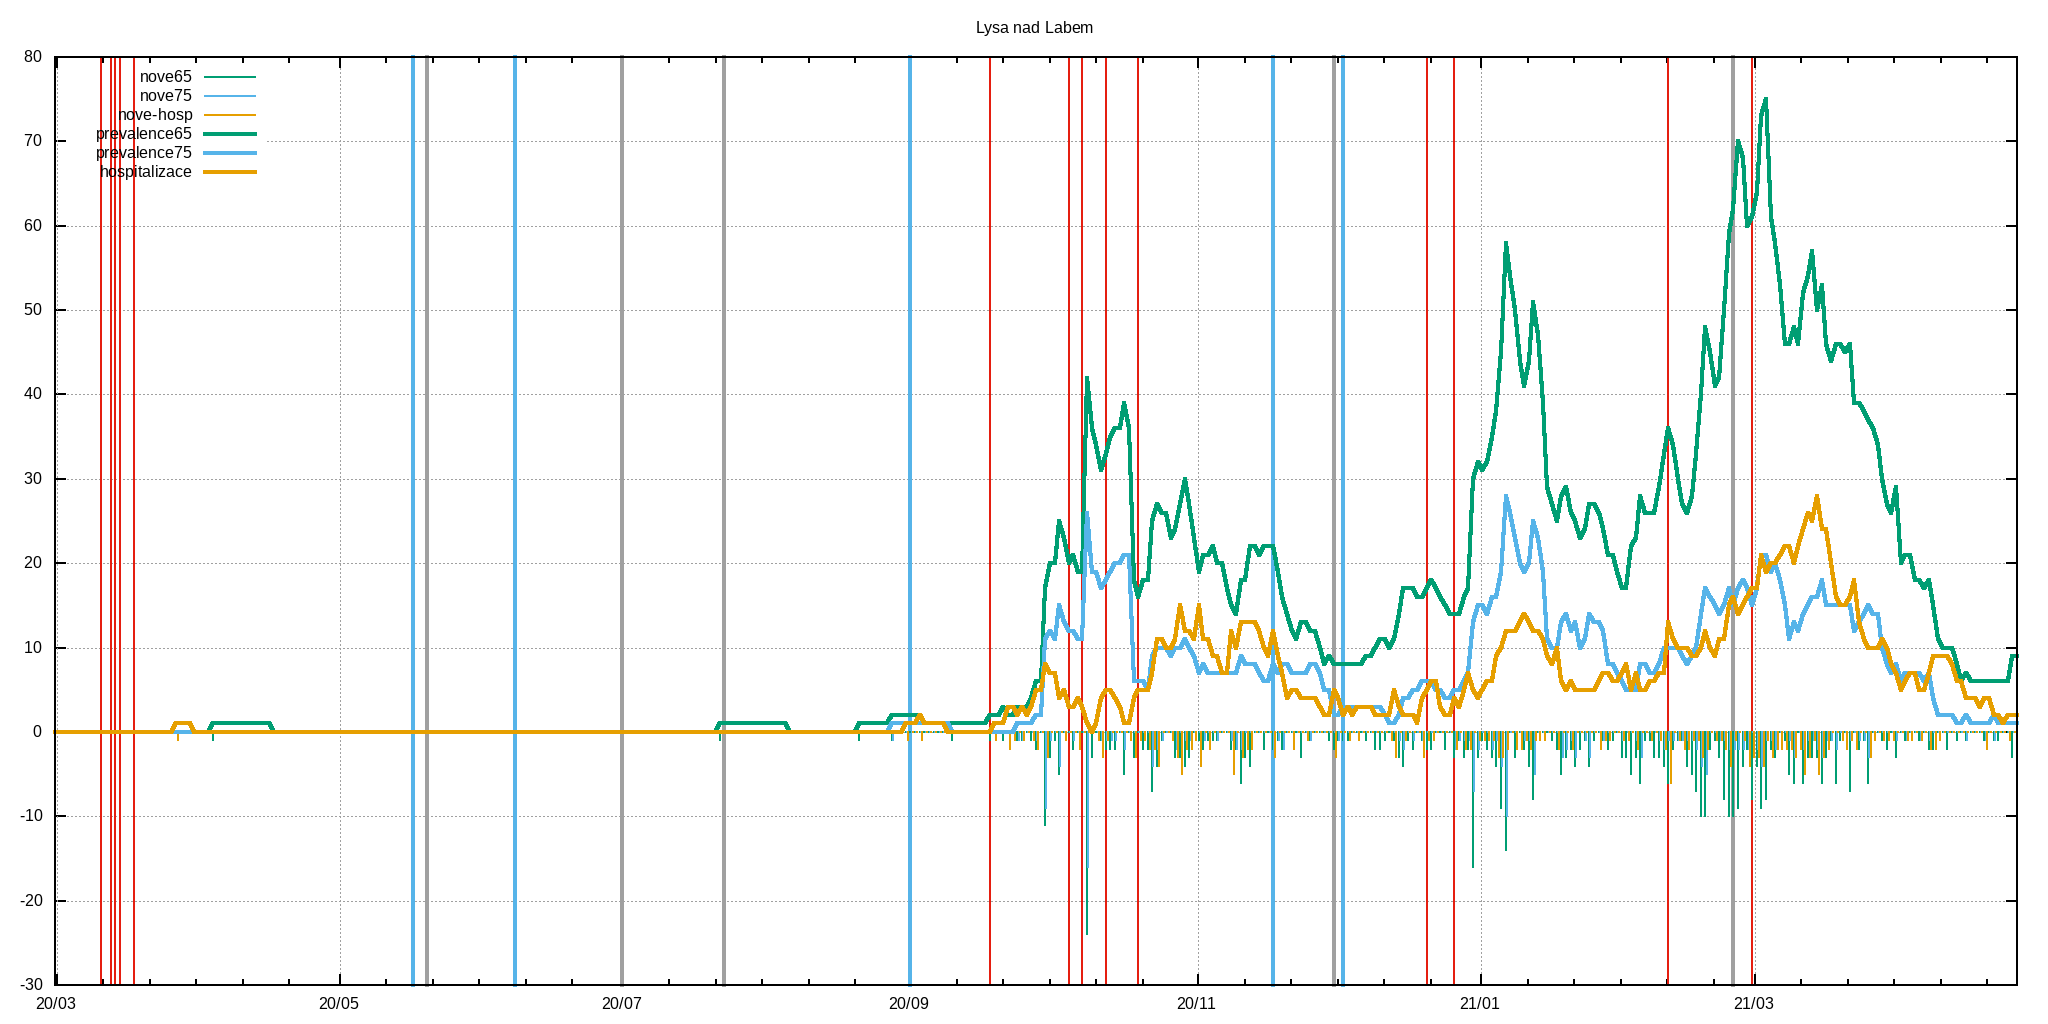 Lysa nad Labem
80
70
60
50
40
30
20
10
0
-10
-20
-30
nove65
nove75
nove-hosp
prevalence65
prevalence75
hospitalizace
20/03 20/05 20/07 20/09 20/11 21/01 21/03